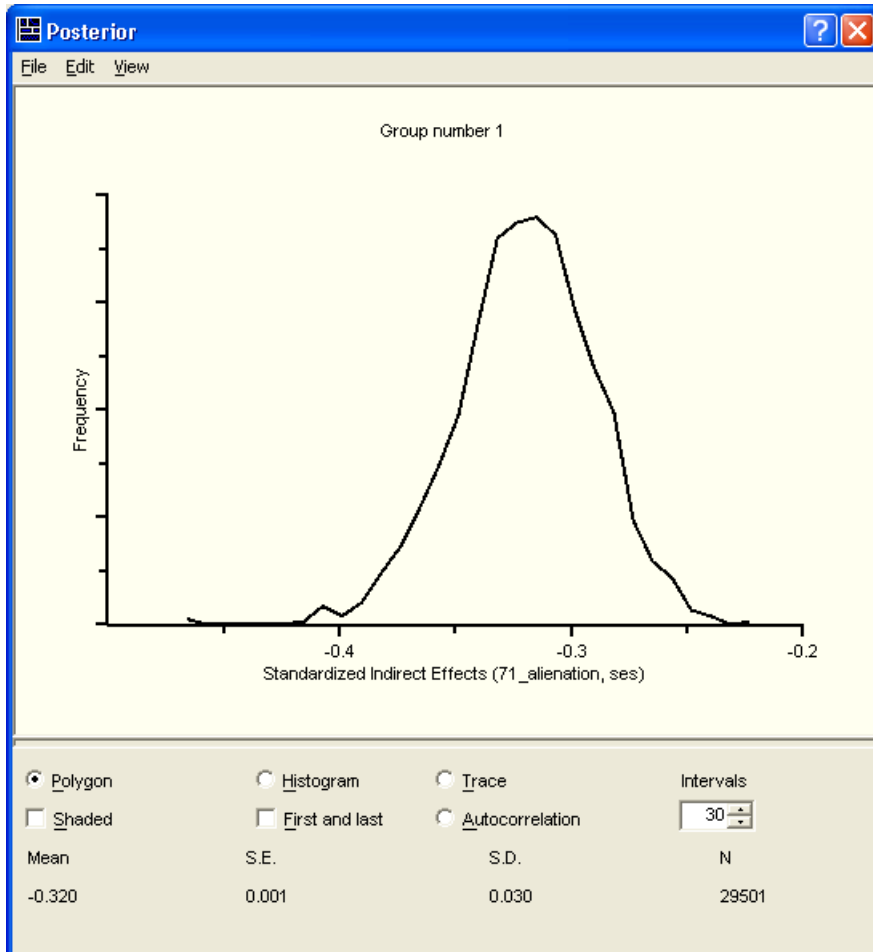 Posterior
File Edit View
Group number 1
Frequency
-0.4 -0.3 -0.2
Standardized Indirect Effects (71_alienation, ses)
Polygon Histogram Trace Intervals
Shaded First and last Autocorrelation 30
Mean S.E. S.D. N
-0.320 0.001 0.030 29501